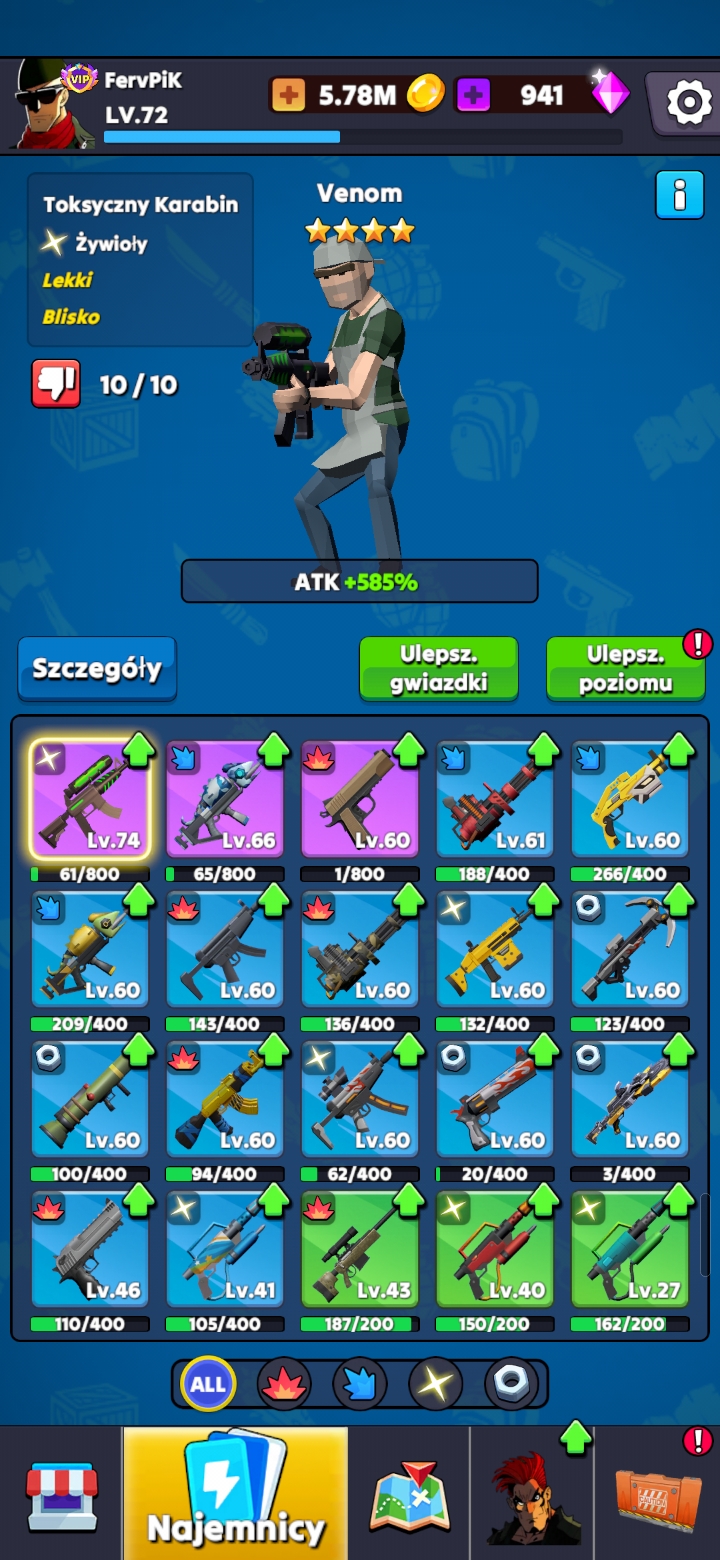 VIP
FervPiK
5.78M
941
LV.72
Toksyczny Karabin
Żywioły
Lekki
Blisko
Venom
10 / 10
ATK +585%
Szczegóły
Ulepsz. gwiazdki
Ulepsz. poziomu
Lv.74 Lv.66 Lv.60 Lv.61 Lv.60
61/800 65/800 1/800 188/400 266/400
Lv.60 Lv.60 Lv.60 Lv.60 Lv.60
209/400 143/400 136/400 132/400 123/400
Lv.60 Lv.60 Lv.60 Lv.60 Lv.60
100/400 94/400 62/400 20/400 3/400
Lv.46 Lv.41 Lv.43 Lv.40 Lv.27
110/400 105/400 187/200 150/200 162/200
ALL
Najemnicy
CAUTION